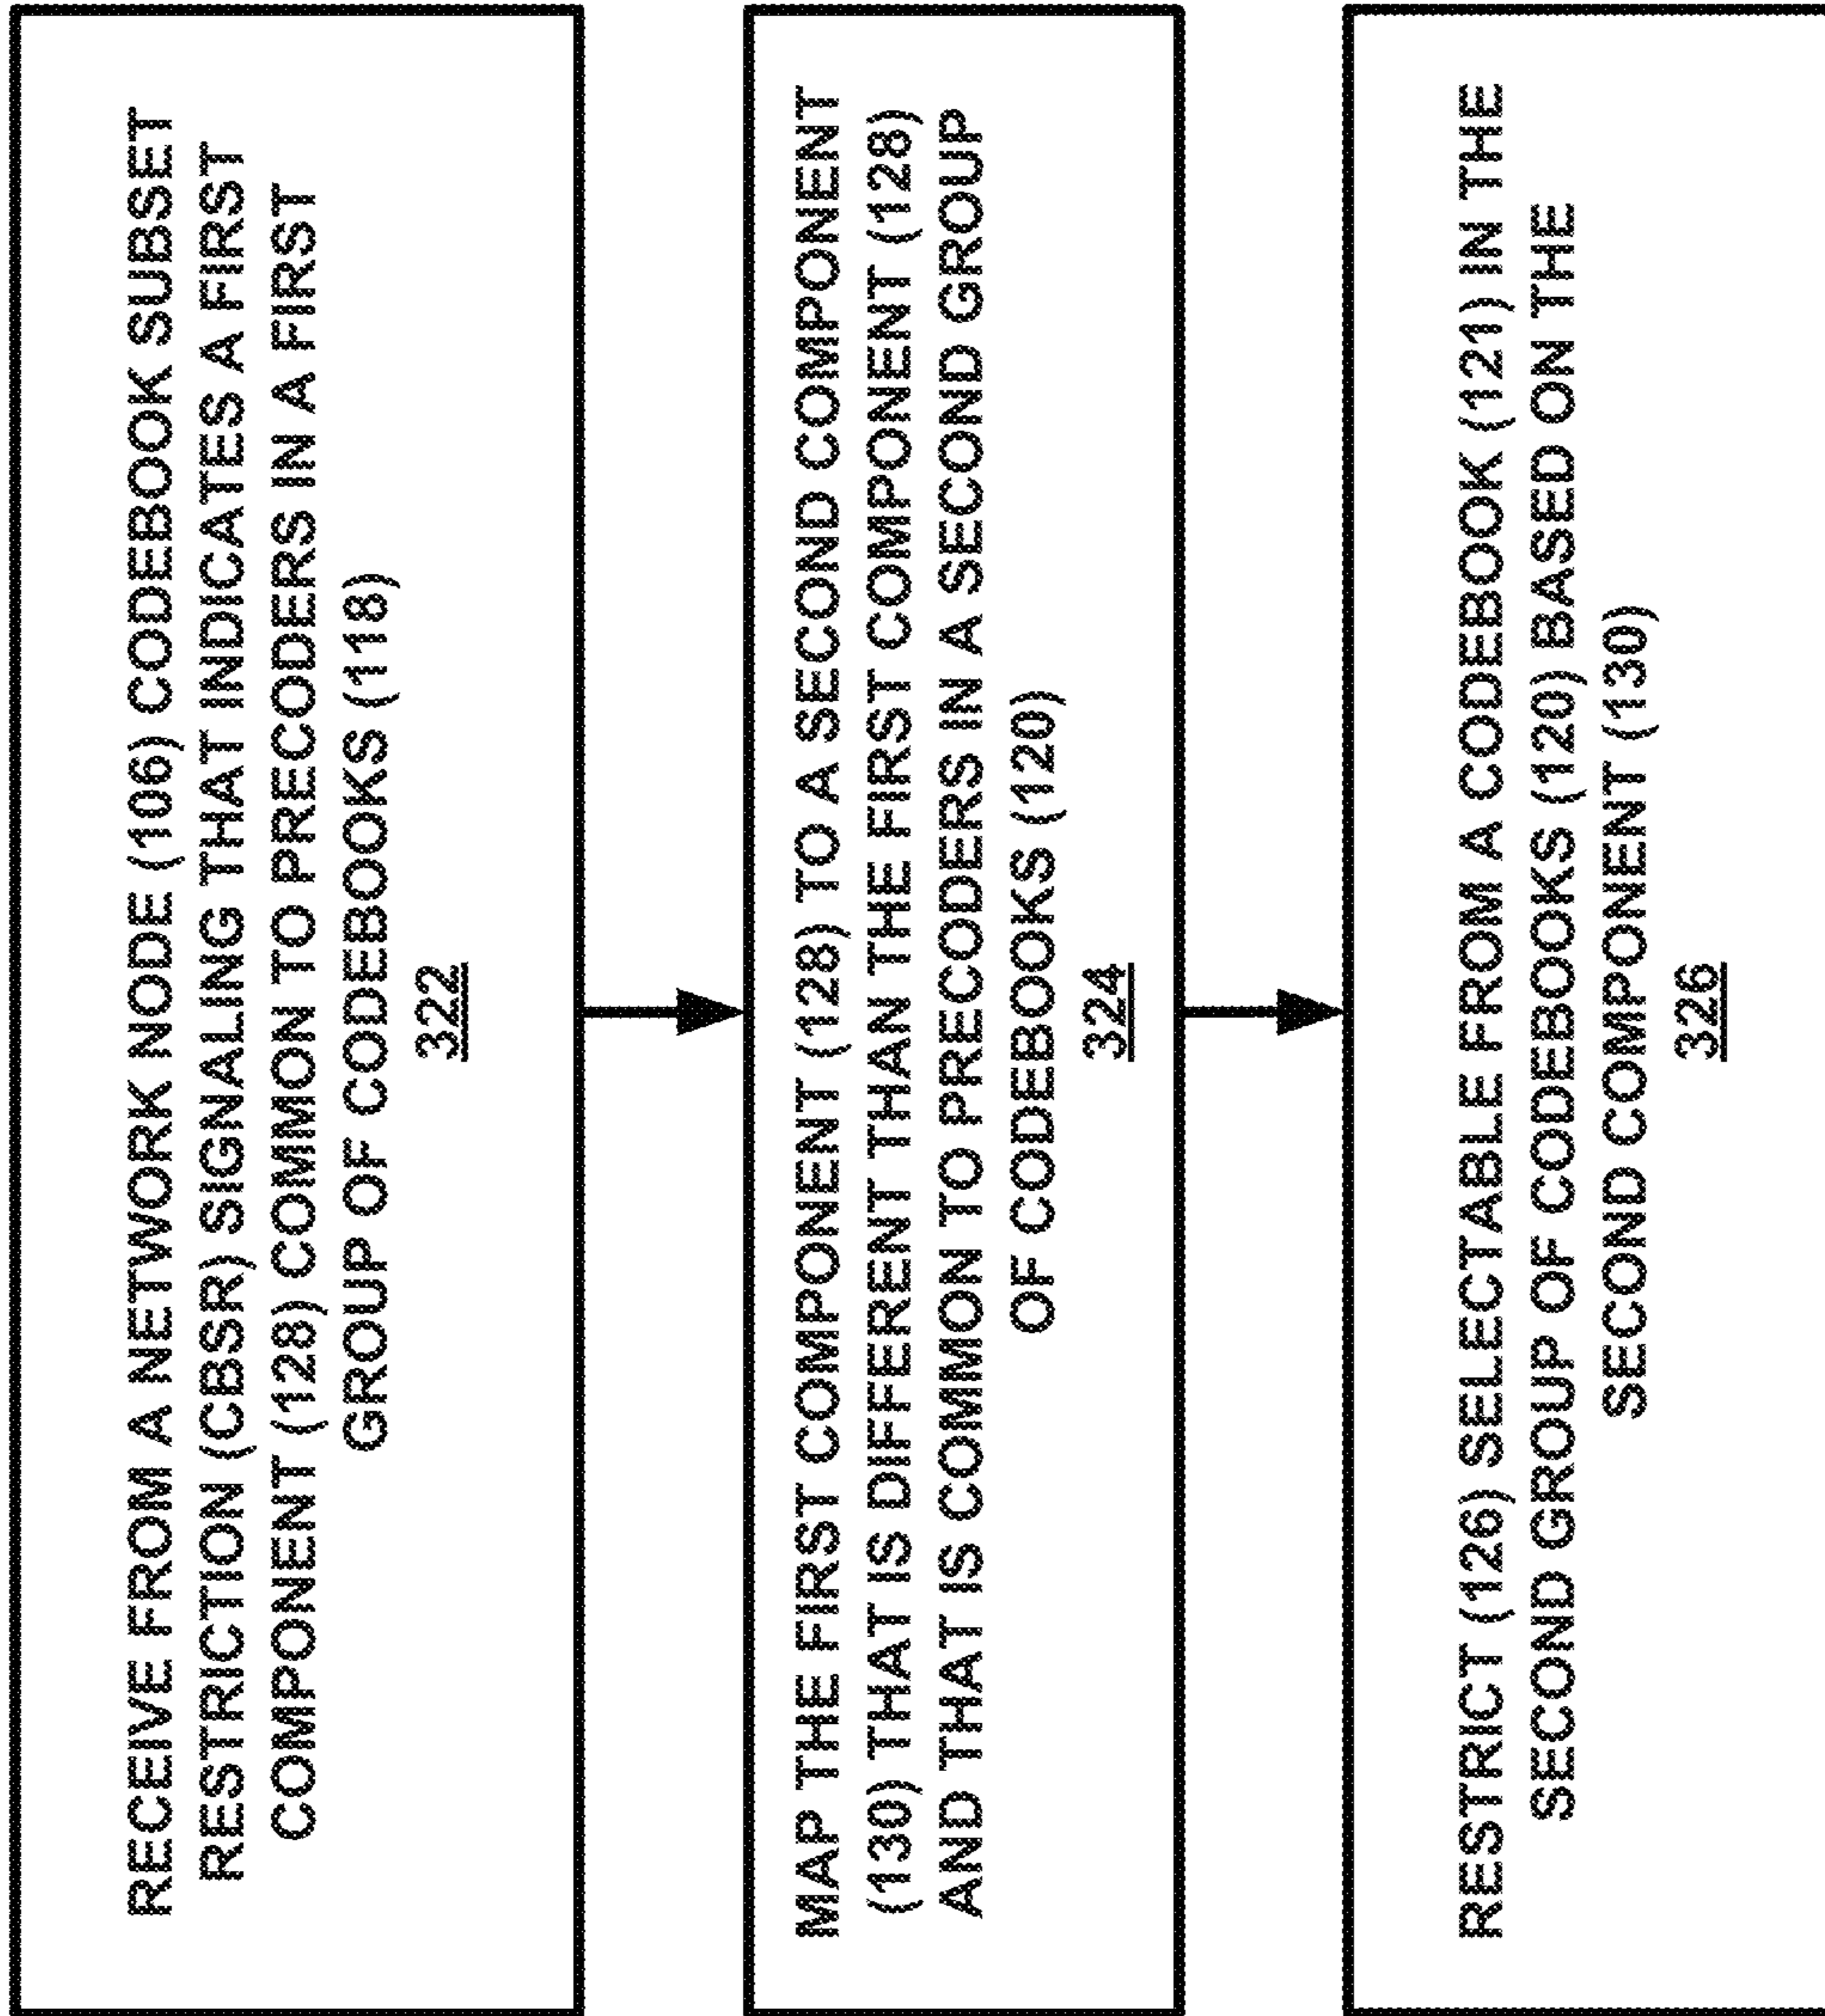 RECEIVE FROM A NETWORK NODE (106) CODEBOOK SUBSET
RESTRICTION (CBSR) SIGNALING THAT INDICATES A FIRST
COMPONENT (128) COMMON TO PRECODERS IN A FIRST
GROUP OF CODEBOOKS (118)
322
MAP THE FIRST COMPONENT (128) TO A SECOND COMPONENT
(130) THAT IS DIFFERENT THAN THE FIRST COMPONENT (128)
AND THAT IS COMMON TO PRECODERS IN A SECOND GROUP
OF CODEBOOKS (120)
324
RESTRICT (126) SELECTABLE FROM A CODEBOOK (121) IN THE
SECOND GROUP OF CODEBOOKS (120) BASED ON THE
SECOND COMPONENT (130)
326